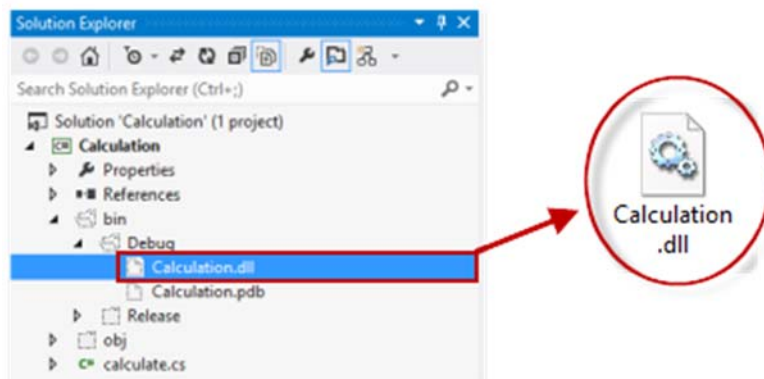 Solution Explorer
Search Solution Explorer (Ctrl+;)
Solution 'Calculation' (1 project)
C# Calculation
Properties
References
bin
Debug
Calculation.dll
Calculation.pdb
Release
obj
C# calculate.cs
Calculation
.dll